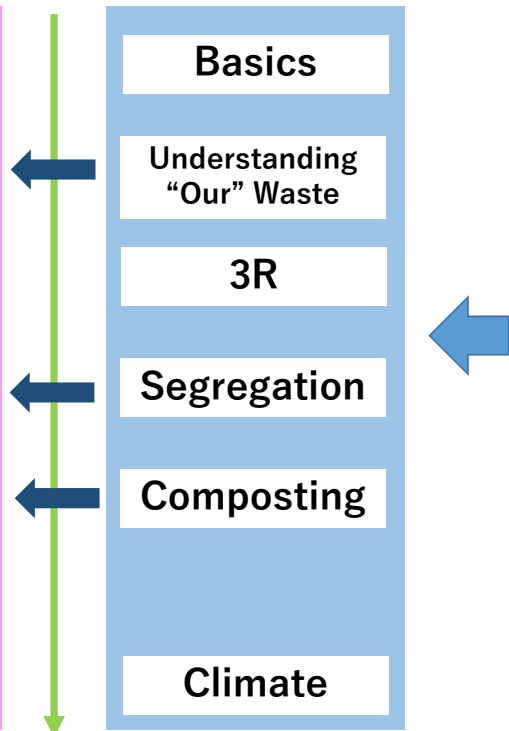 Basics
Understanding
“Our” Waste
3R
Segregation
Composting
Climate